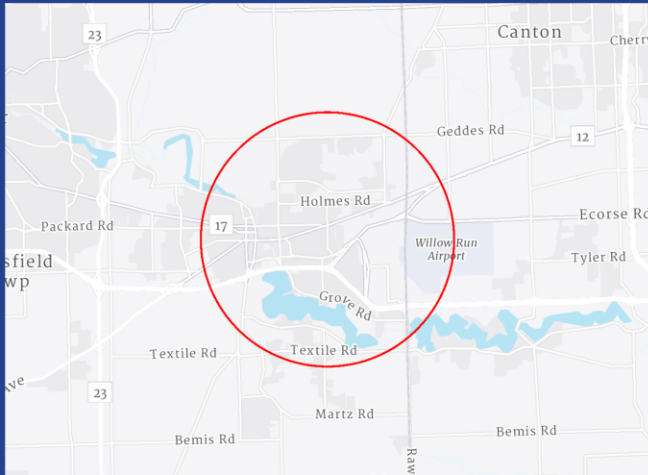 Canton
23
Cherry
Geddes Rd
12
Holmes Rd
17
Packard Rd
Ecorse Rd
Willow Run
Airport
Tyler Rd
sfield
wp
Grove Rd
Textile Rd
Textile Rd
23
Ave
Martz Rd
Bemis Rd
Bemis Rd
Raw